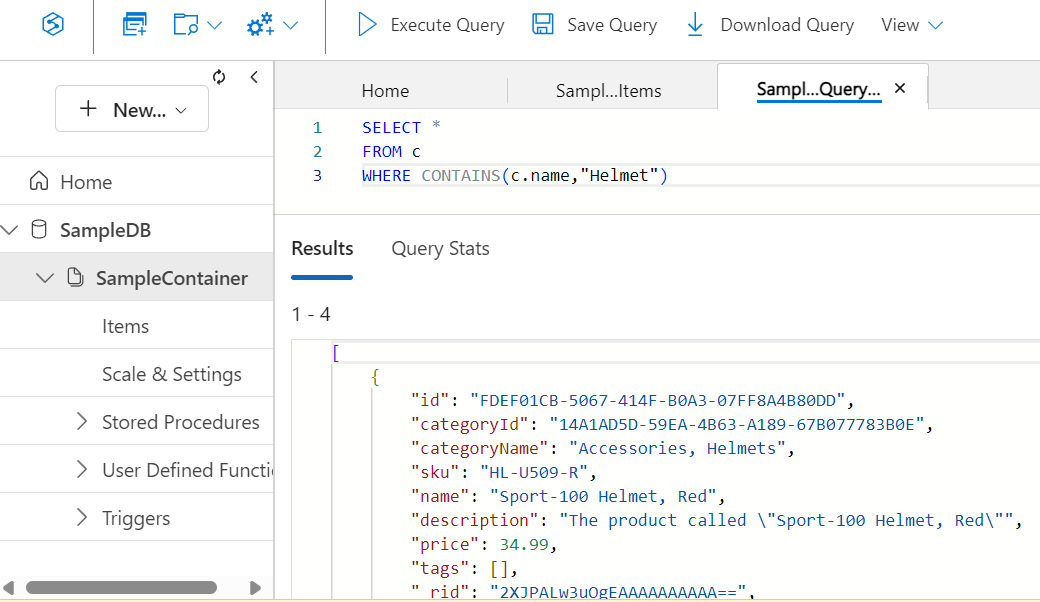 Execute Query Save Query Download Query View
New...
Home
SampleDB
SampleContainer
Items
Scale & Settings
Stored Procedures
User Defined Functi
Triggers
Home Sampl...Items Sampl...Query...
1 SELECT *
2 FROM c
3 WHERE CONTAINS(c.name,"Helmet")
Results Query Stats
1 - 4
[
{
"id": "FDEF01CB-5067-414F-B0A3-07FF8A4B80DD",
"categoryId": "14A1AD5D-59EA-4B63-A189-67B077783B0E",
"categoryName": "Accessories, Helmets",
"sku": "HL-U509-R",
"name": "Sport-100 Helmet, Red",
"description": "The product called \"Sport-100 Helmet, Red\"",
"price": 34.99,
"tags": [],
"_rid": "2XJPALw3uOgEAAAAAAAAAA==",